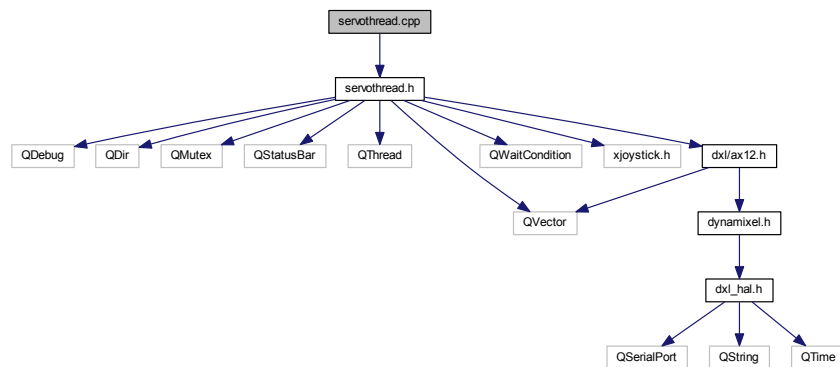 servothread.cpp
servothread.h
QDebug
QDir
QMutex
QStatusBar
QThread
QWaitCondition
xjoystick.h
dxl/ax12.h
QVector
dynamixel.h
dxl_hal.h
QSerialPort
QString
QTime